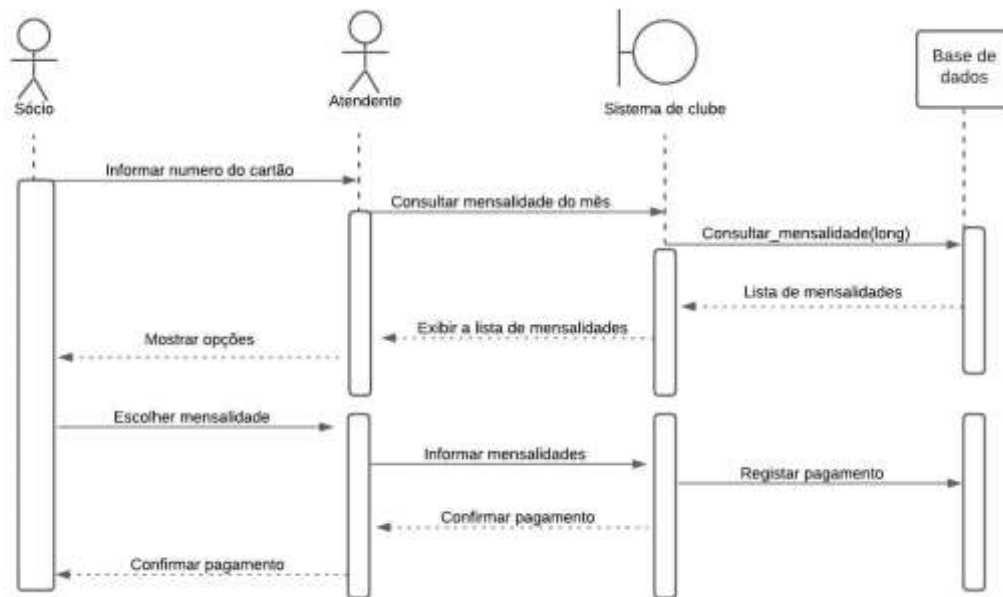 Base de
dados
Sócio
Atendente
Sistema de clube
Informar numero do cartão
Consultar mensalidade do mês
Consultar_mensalidade(long)
Lista de mensalidades
Exibir a lista de mensalidades
Mostrar opções
Escolher mensalidade
Informar mensalidades
Registar pagamento
Confirmar pagamento
Confirmar pagamento